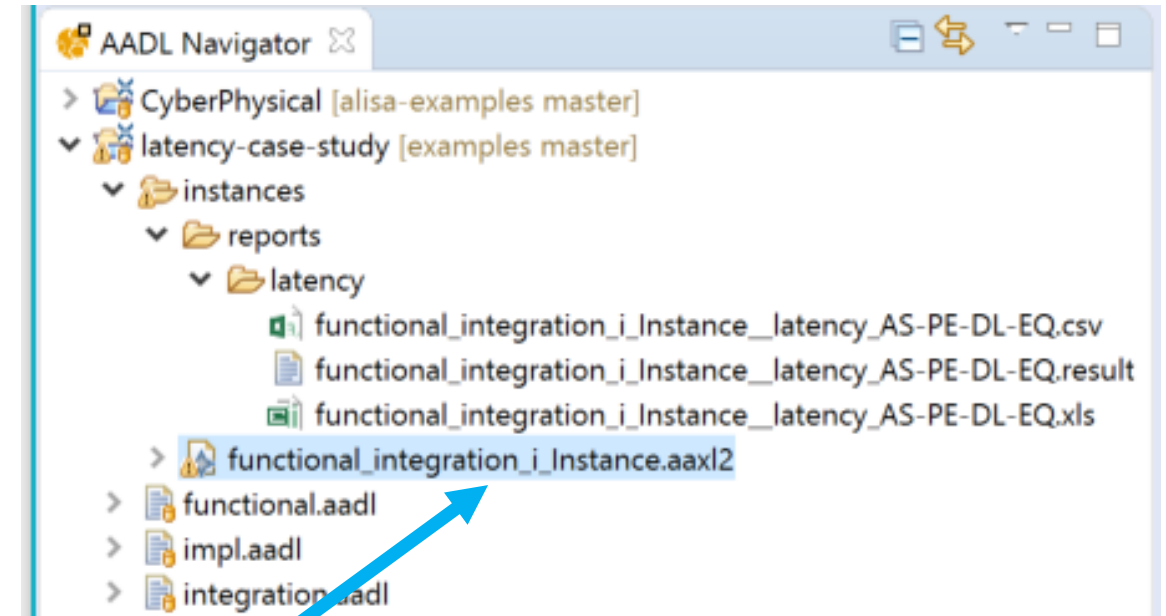 AADL Navigator
CyberPhysical [alisa-examples master]
latency-case-study [examples master]
instances
reports
latency
functional_integration_i_Instance__latency_AS-PE-DL-EQ.csv
functional_integration_i_Instance__latency_AS-PE-DL-EQ.result
functional_integration_i_Instance__latency_AS-PE-DL-EQ.xls
functional_integration_i_Instance.aaxl2
functional.aadl
impl.aadl
integration.aadl